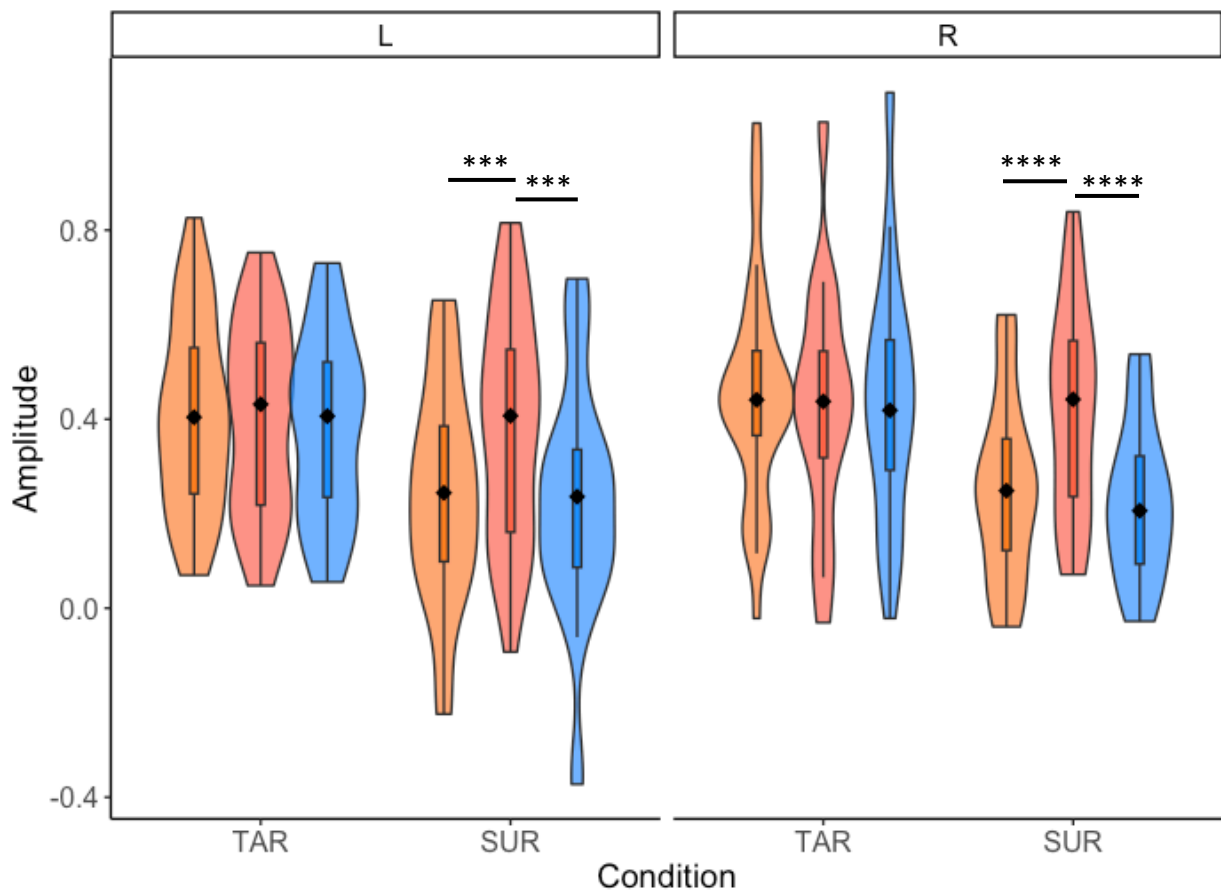 L
R
*** ***
**** ****
0.8
0.4
0.0
-0.4
Amplitude
TAR SUR
TAR SUR
Condition